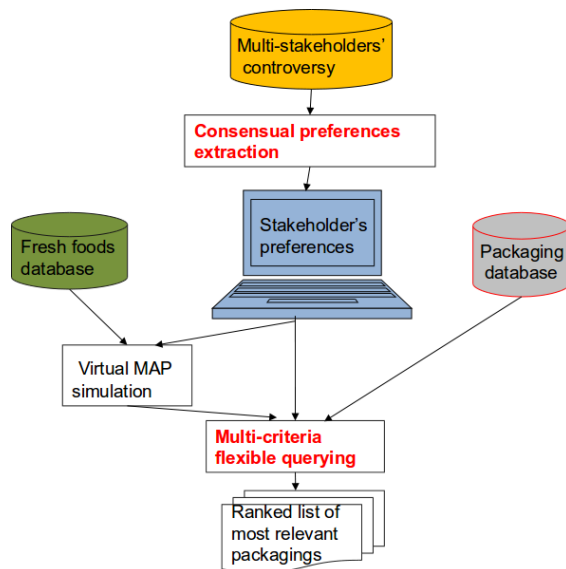 Multi-stakeholders'
controversy
Consensual preferences
extraction
Stakeholder's
preferences
Fresh foods
database
Packaging
database
Virtual MAP
simulation
Multi-criteria
flexible querying
Ranked list of
most relevant
packagings